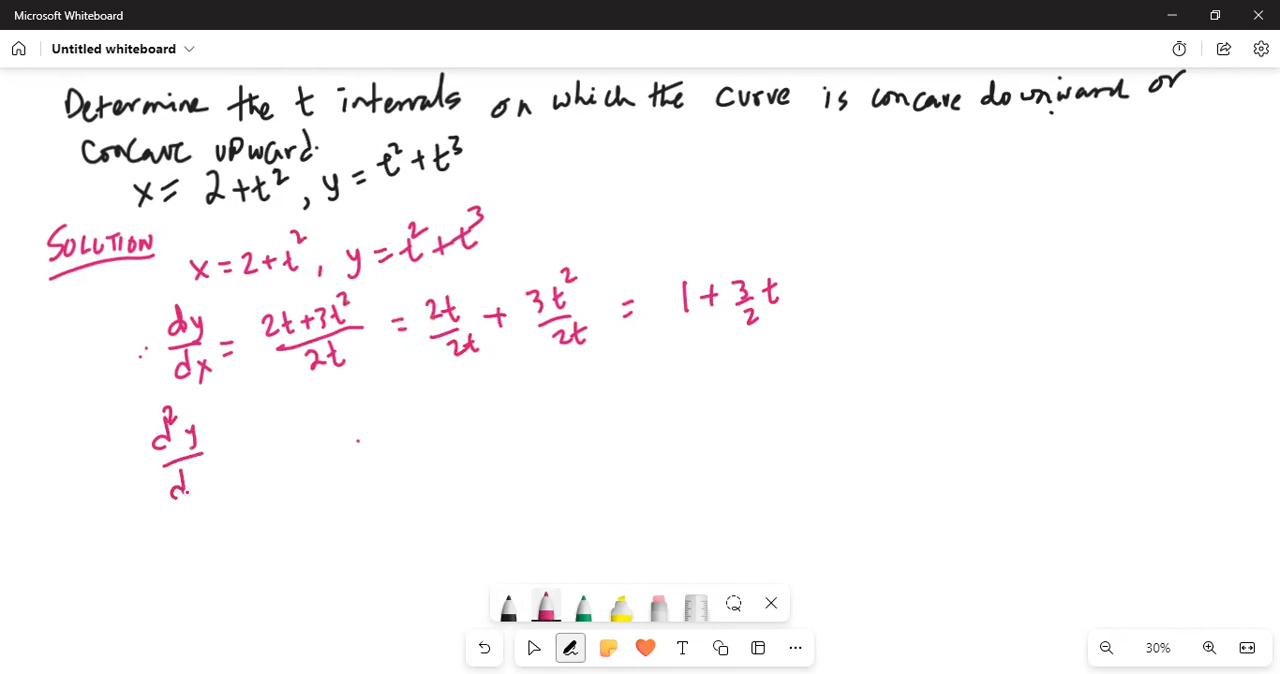 Microsoft Whiteboard
Untitled whiteboard
Determine the t intervals on which the curve is concave downward or
concave upward.
x = 2+t², y = t²+t³
SOLUTION
x = 2+t², y = t²+t³
∴ dy/dx = (2t+3t²)/2t = 2t/2t + 3t²/2t = 1 + 3/2 t
d²y/d
30%